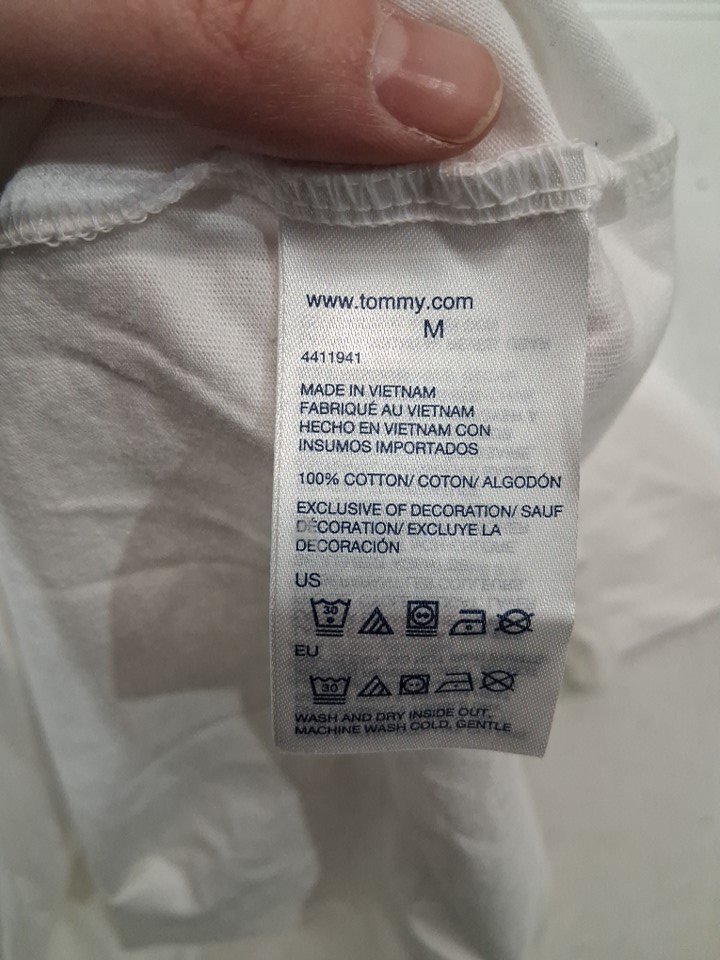 www.tommy.com
M
4411941
MADE IN VIETNAM
FABRIQUÉ AU VIETNAM
HECHO EN VIETNAM CON
INSUMOS IMPORTADOS
100% COTTON/ COTON/ ALGODÓN
EXCLUSIVE OF DECORATION/ SAUF
DÉCORATION/ EXCLUYE LA
DECORACIÓN
US
30
EU
30
WASH AND DRY INSIDE OUT,
MACHINE WASH COLD, GENTLE